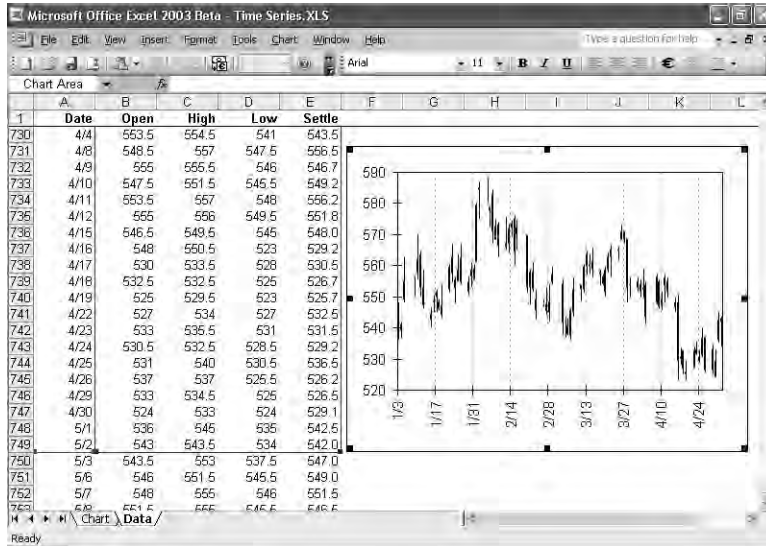 Microsoft Office Excel 2003 Beta - Time Series.XLS
File Edit View Insert Format Tools Chart Window Help Type a question for help
Arial 11 B I U €
Chart Area fx
A B C D E F G H I J K L
1 Date Open High Low Settle
730 4/4 553.5 554.5 541 543.5
731 4/8 548.5 557 547.5 556.5
732 4/9 555 555.5 546 546.7
733 4/10 547.5 551.5 545.5 549.2
734 4/11 553.5 557 548 556.2
735 4/12 555 556 549.5 551.8
736 4/15 546.5 549.5 545 548.0
737 4/16 548 550.5 523 529.2
738 4/17 530 533.5 528 530.5
739 4/18 532.5 532.5 525 526.7
740 4/19 525 529.5 523 525.7
741 4/22 527 534 527 532.5
742 4/23 533 535.5 531 531.5
743 4/24 530.5 532.5 528.5 529.2
744 4/25 531 540 530.5 536.5
745 4/26 537 537 525.5 526.2
746 4/29 533 534.5 525 526.5
747 4/30 524 533 524 529.1
748 5/1 536 545 535 542.5
749 5/2 543 543.5 534 542.0
750 5/3 543.5 553 537.5 547.0
751 5/6 546 551.5 545.5 549.0
752 5/7 548 555 546 551.5
590
580
570
560
550
540
530
520
1/3 1/17 1/31 2/14 2/28 3/13 3/27 4/10 4/24
Chart Data
Ready